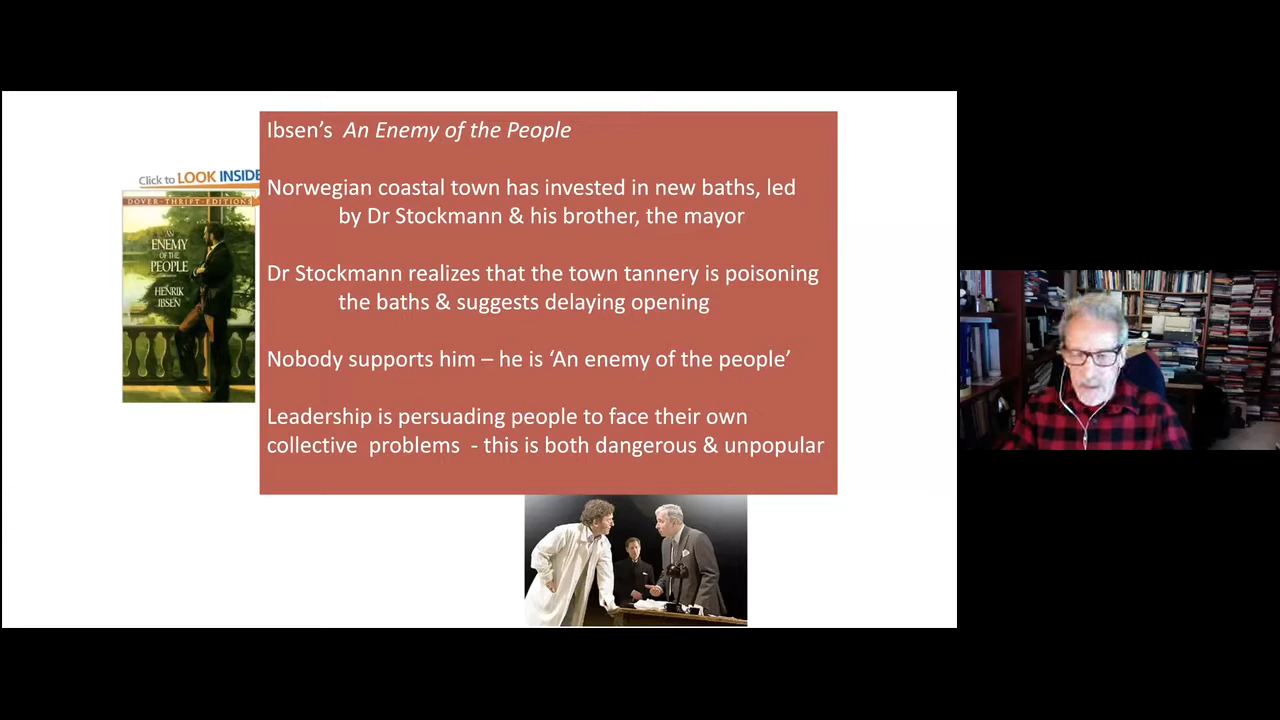 Ibsen's An Enemy of the People
Norwegian coastal town has invested in new baths, led
by Dr Stockmann & his brother, the mayor
Dr Stockmann realizes that the town tannery is poisoning
the baths & suggests delaying opening
Nobody supports him – he is ‘An enemy of the people’
Leadership is persuading people to face their own
collective problems - this is both dangerous & unpopular
Click to LOOK INSIDE
DOVER · THRIFT · EDITIONS
AN
ENEMY
OF THE
PEOPLE
HENRIK
IBSEN